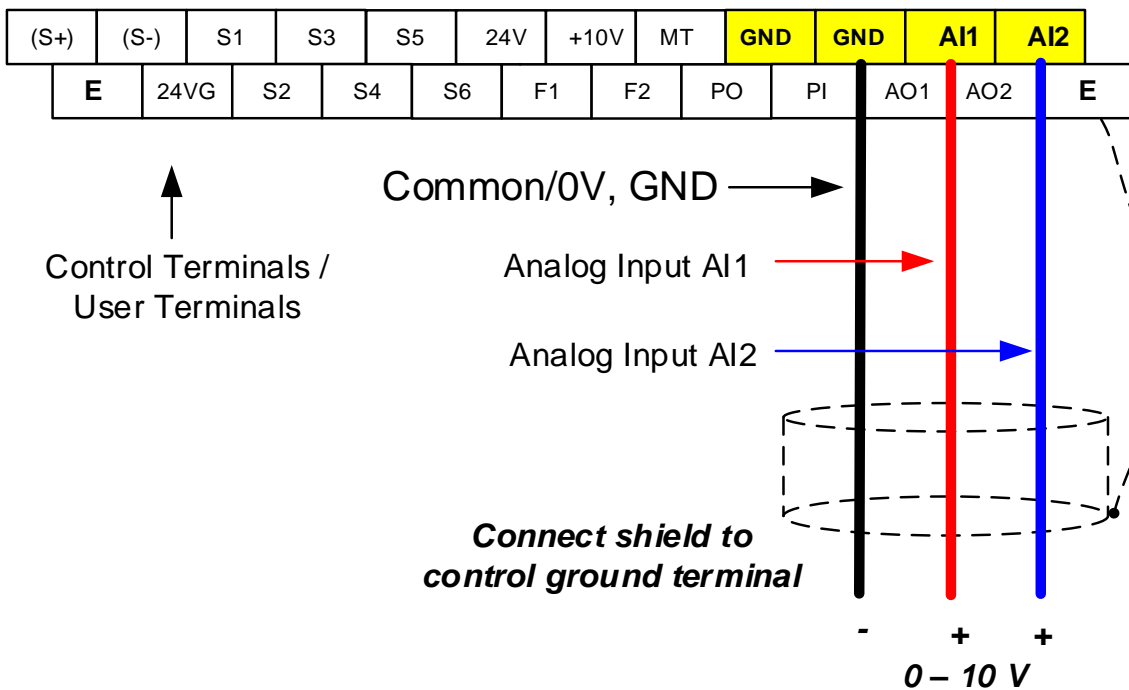 (S+) (S-) S1 S3 S5 24V +10V MT GND GND AI1 AI2
E 24VG S2 S4 S6 F1 F2 PO PI AO1 AO2 E
Common/0V, GND
Control Terminals /
User Terminals
Analog Input AI1
Analog Input AI2
Connect shield to
control ground terminal
- + +
0 – 10 V